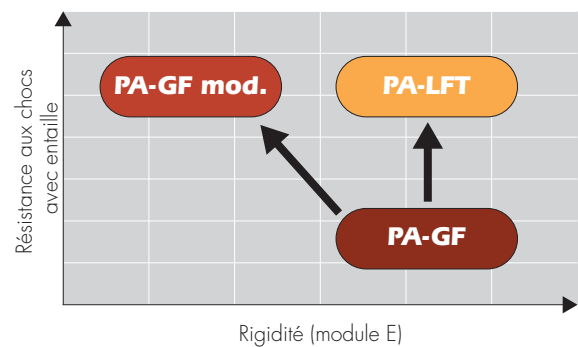 Résistance aux chocs
avec entaille
PA-GF mod.
PA-LFT
PA-GF
Rigidité (module E)